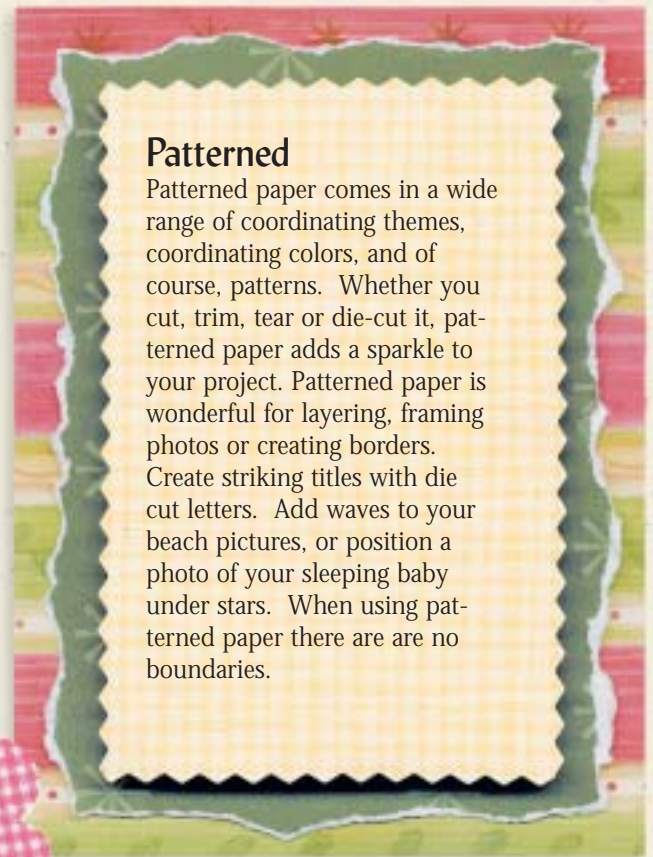 Patterned
Patterned paper comes in a wide
range of coordinating themes,
coordinating colors, and of
course, patterns.  Whether you
cut, trim, tear or die-cut it, pat-
terned paper adds a sparkle to
your project. Patterned paper is
wonderful for layering, framing
photos or creating borders.
Create striking titles with die
cut letters.  Add waves to your
beach pictures, or position a
photo of your sleeping baby
under stars.  When using pat-
terned paper there are are no
boundaries.